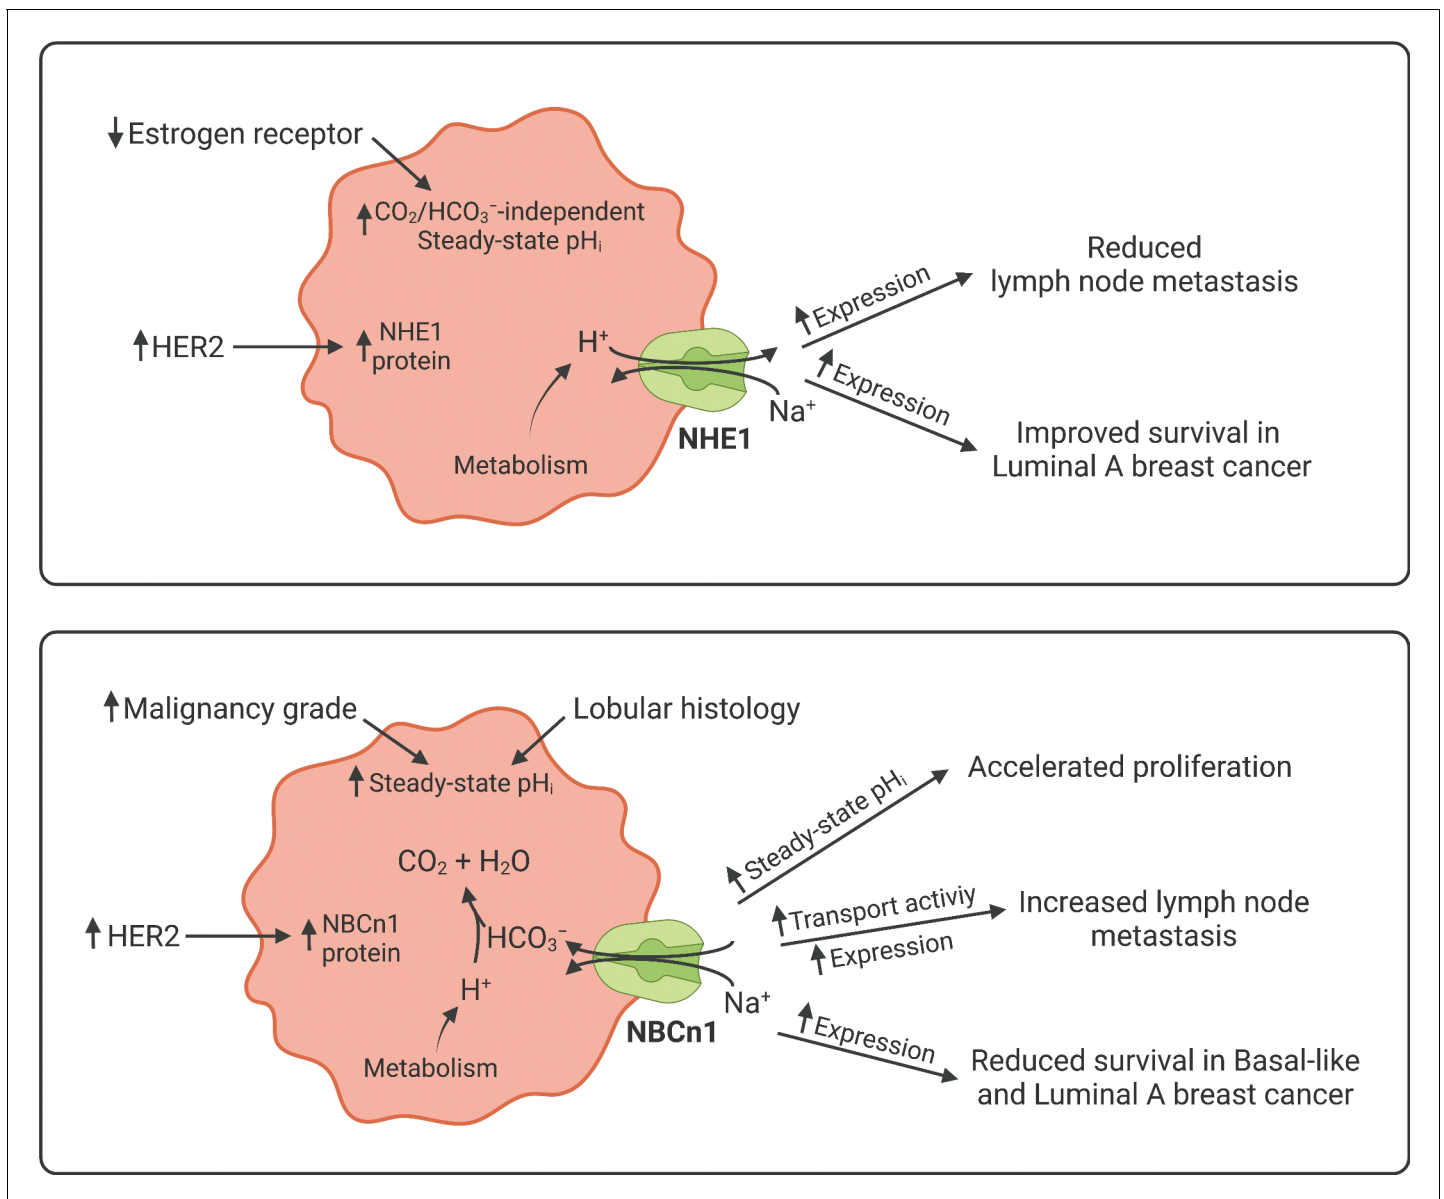 ↓Estrogen receptor
↑CO₂/HCO₃⁻-independent
Steady-state pHᵢ
↑HER2
↑NHE1
protein
H⁺
Metabolism
NHE1
Na⁺
↑Expression
Reduced
lymph node metastasis
↑Expression
Improved survival in
Luminal A breast cancer
↑Malignancy grade
Lobular histology
↑Steady-state pHᵢ
CO₂ + H₂O
↑HER2
↑NBCn1
protein
HCO₃⁻
H⁺
Metabolism
NBCn1
Na⁺
↑Steady-state pHᵢ
Accelerated proliferation
↑Transport activiy
↑Expression
Increased lymph node
metastasis
↑Expression
Reduced survival in Basal-like
and Luminal A breast cancer